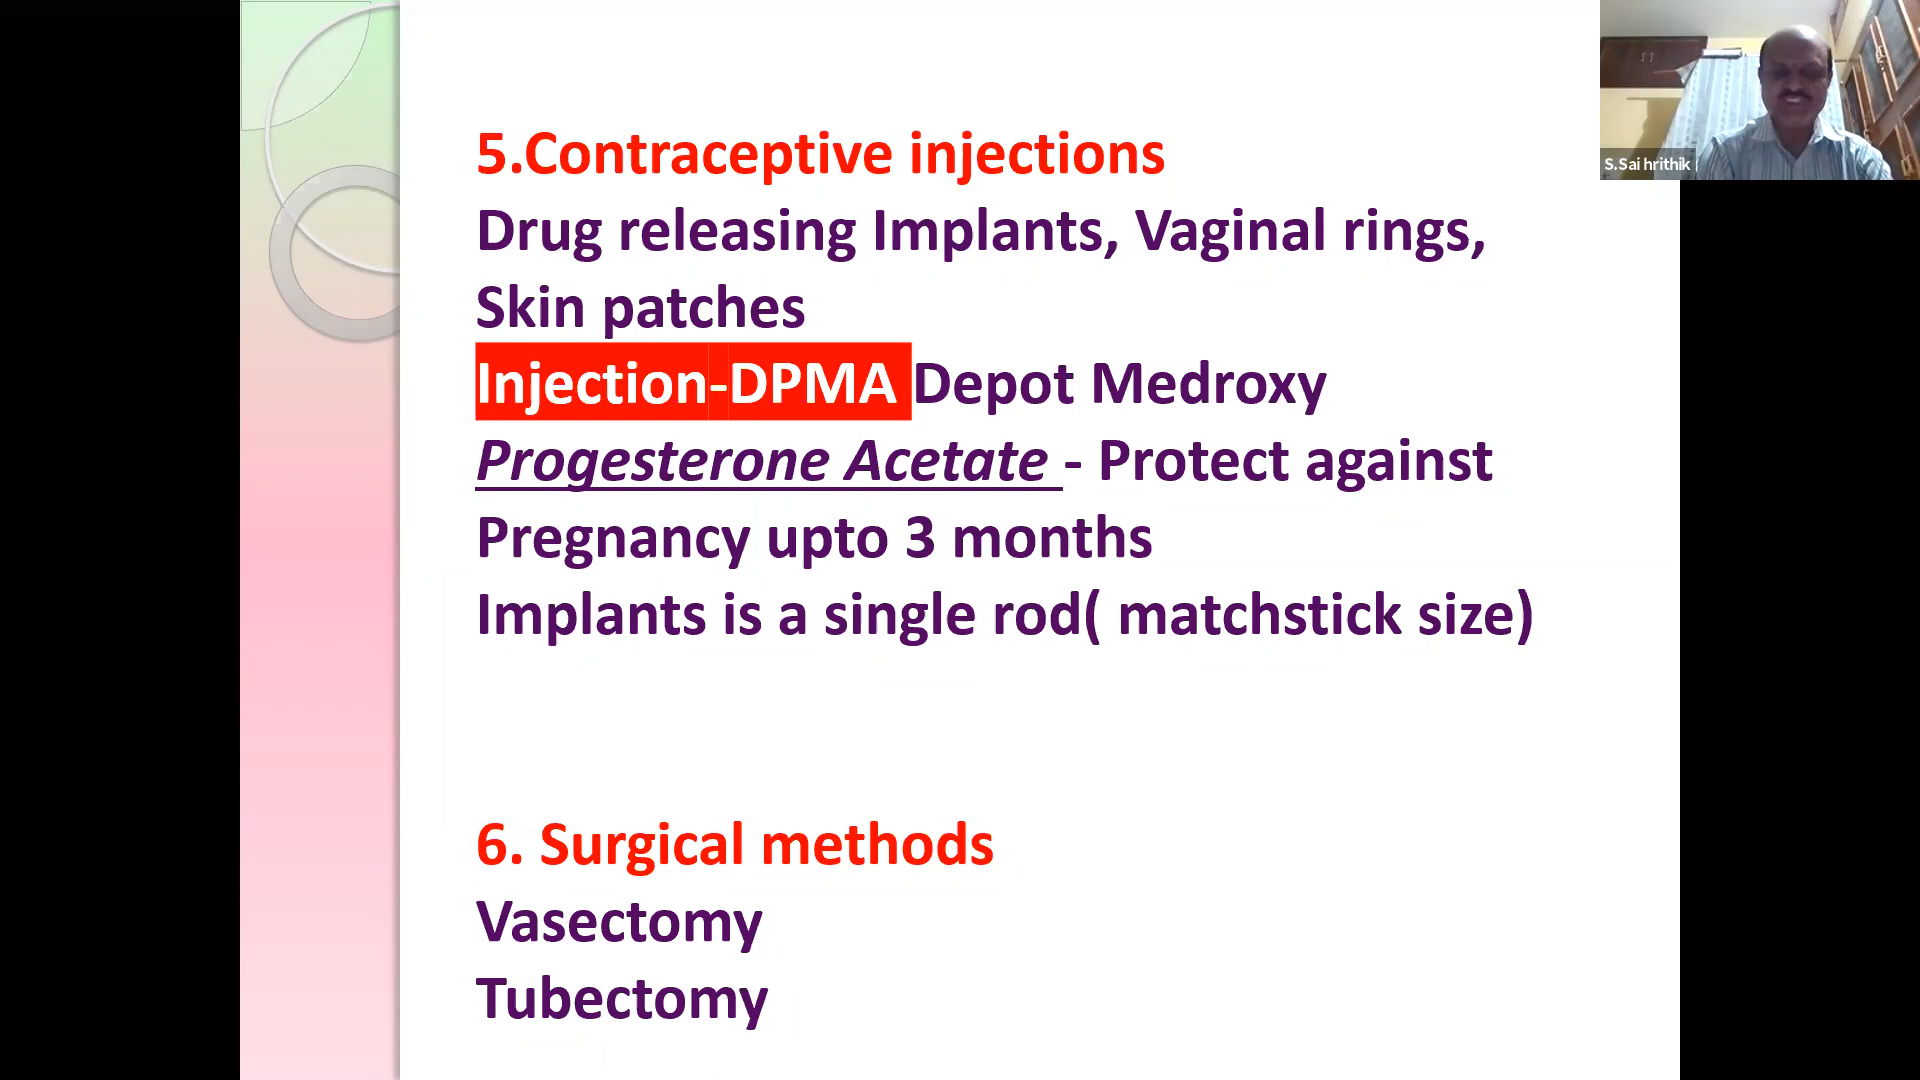 5.Contraceptive injections
Drug releasing Implants, Vaginal rings,
Skin patches
Injection-DPMA Depot Medroxy
Progesterone Acetate - Protect against
Pregnancy upto 3 months
Implants is a single rod( matchstick size)
6. Surgical methods
Vasectomy
Tubectomy
S.Sai hrithik